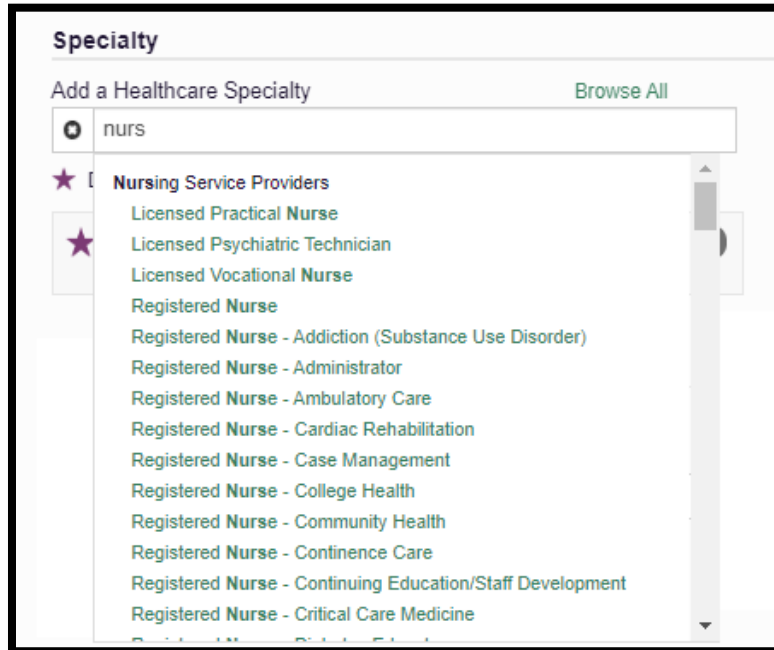 Specialty
Add a Healthcare Specialty Browse All
nurs
Nursing Service Providers
Licensed Practical Nurse
Licensed Psychiatric Technician
Licensed Vocational Nurse
Registered Nurse
Registered Nurse - Addiction (Substance Use Disorder)
Registered Nurse - Administrator
Registered Nurse - Ambulatory Care
Registered Nurse - Cardiac Rehabilitation
Registered Nurse - Case Management
Registered Nurse - College Health
Registered Nurse - Community Health
Registered Nurse - Continence Care
Registered Nurse - Continuing Education/Staff Development
Registered Nurse - Critical Care Medicine